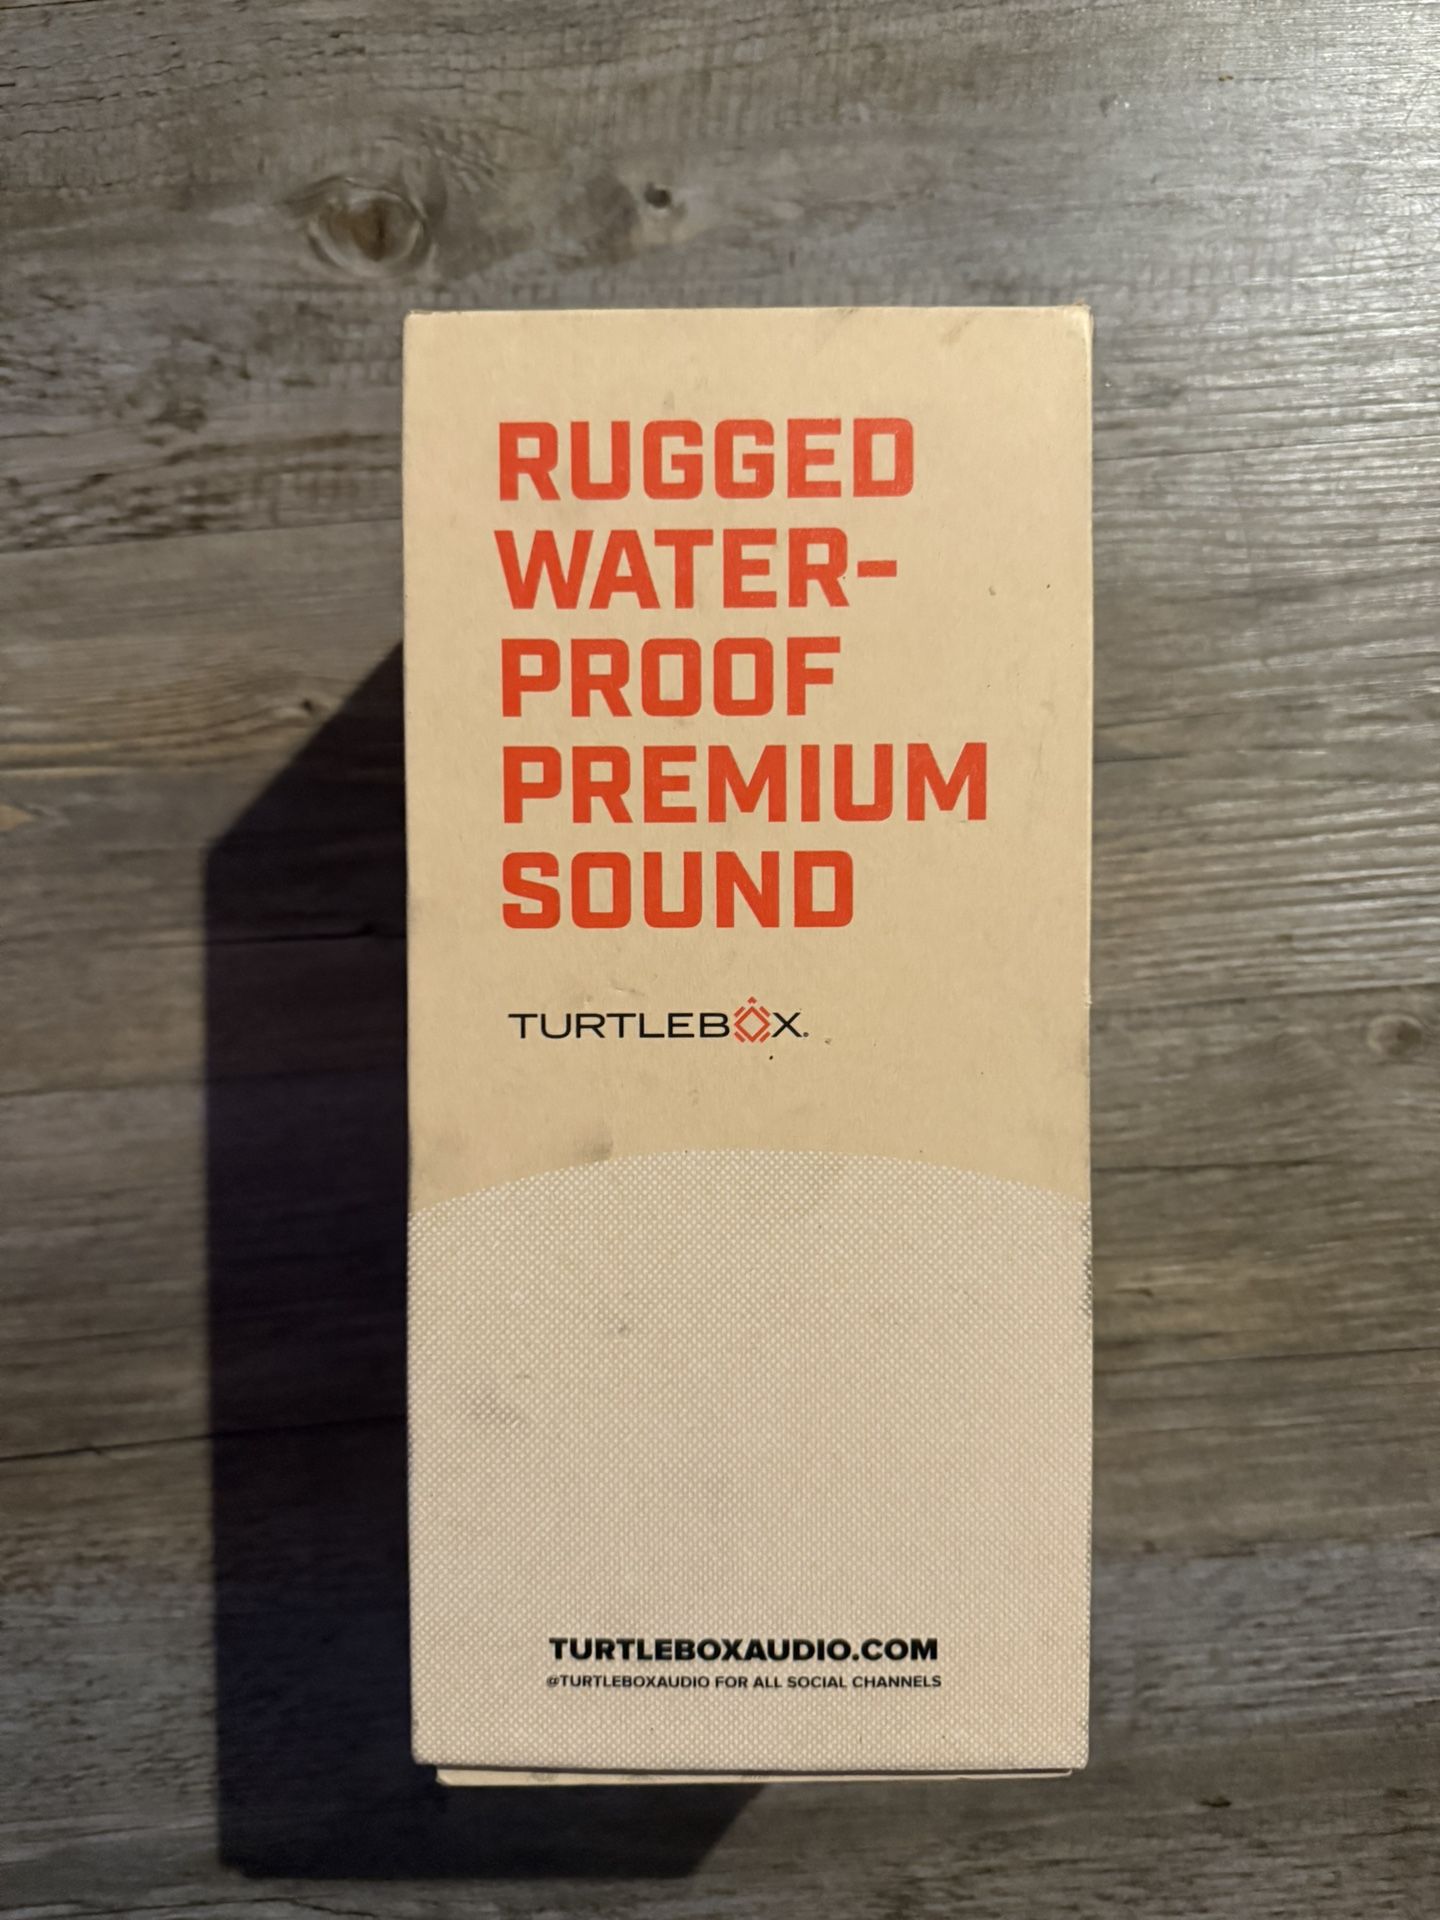 RUGGED
WATER-
PROOF
PREMIUM
SOUND
TURTLEBOX®
TURTLEBOXAUDIO.COM
@TURTLEBOXAUDIO FOR ALL SOCIAL CHANNELS